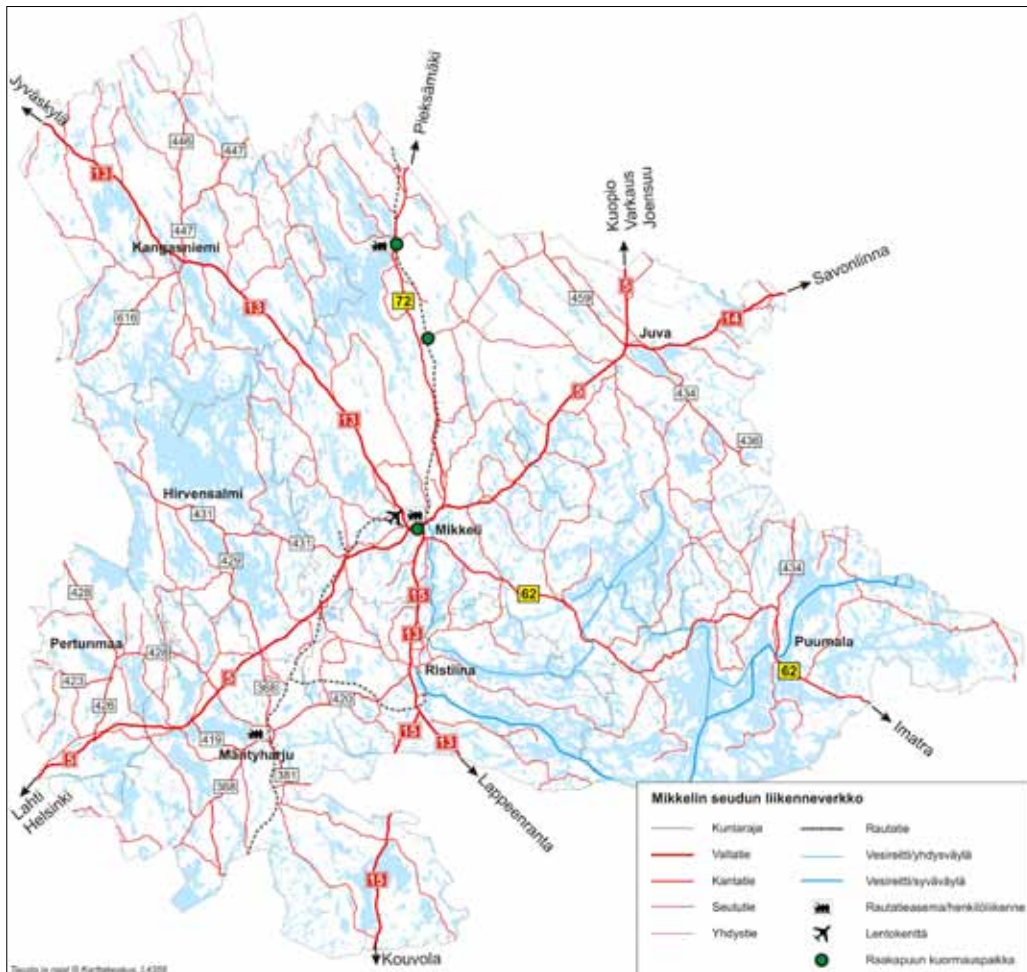 Jyväskylä
Pieksämäki
446
447
13
447
Kangasniemi
Kuopio
Varkaus
Joensuu
Savonlinna
5
72
459
14
13
616
Juva
5
434
13
436
Hirvensalmi
431
431
Mikkeli
429
15
62
434
428
13
Pertunmaa
Puumala
Ristiina
62
423
5
368
420
426
419
15
13
Imatra
Mäntyharju
5
381
368
Lahti
Helsinki
Lappeenranta
15
Kouvola
Mikkelin seudun liikenneverkko
Kuntaraja
Valtatie
Kantatie
Seututie
Yhdystie
Rautatie
Vesireitti/yhdysväylä
Vesireitti/syväväylä
Rautatieasema/henkilöliikenne
Lentokenttä
Raakapuun kuormauspaikka